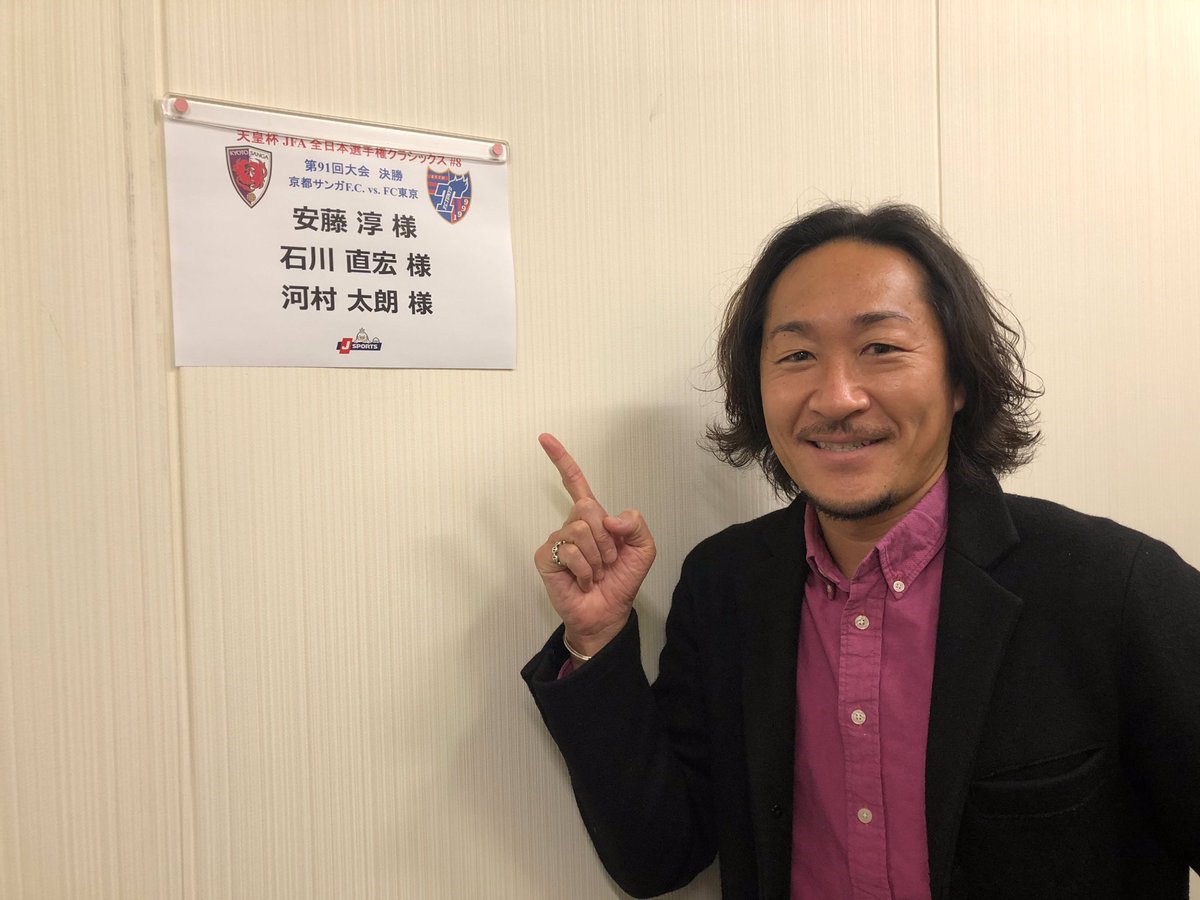 天皇杯 JFA 全日本選手権クラシックス #8
第91回大会 決勝
京都サンガF.C. vs. FC東京
KYOTO SANGA
安藤 淳 様
石川 直宏 様
河村 太朗 様
J SPORTS